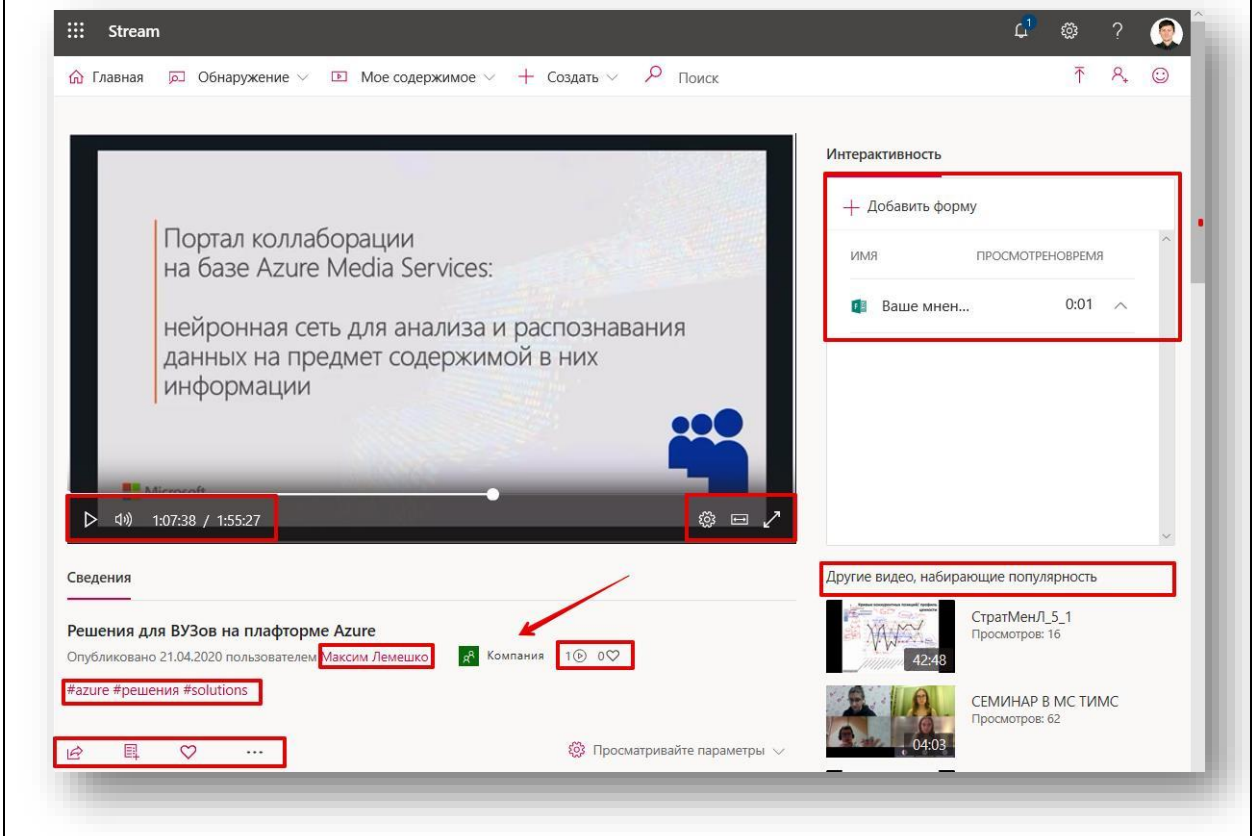 Stream
1
?
Главная Обнаружение Мое содержимое Создать Поиск
Портал коллаборации
на базе Azure Media Services:
нейронная сеть для анализа и распознавания
данных на предмет содержимой в них
информации
Microsoft
1:07:38 / 1:55:27
Интерактивность
Добавить форму
ИМЯ ПРОСМОТРЕНОВРЕМЯ
Ваше мнен... 0:01
Сведения
Решения для ВУЗов на плафторме Azure
Опубликовано 21.04.2020 пользователем Максим Лемешко Компания 1 0
#azure #решения #solutions
Просматривайте параметры
Другие видео, набирающие популярность
СтратМенЛ_5_1
Просмотров: 16
42:48
СЕМИНАР В МС ТИМС
Просмотров: 62
04:03